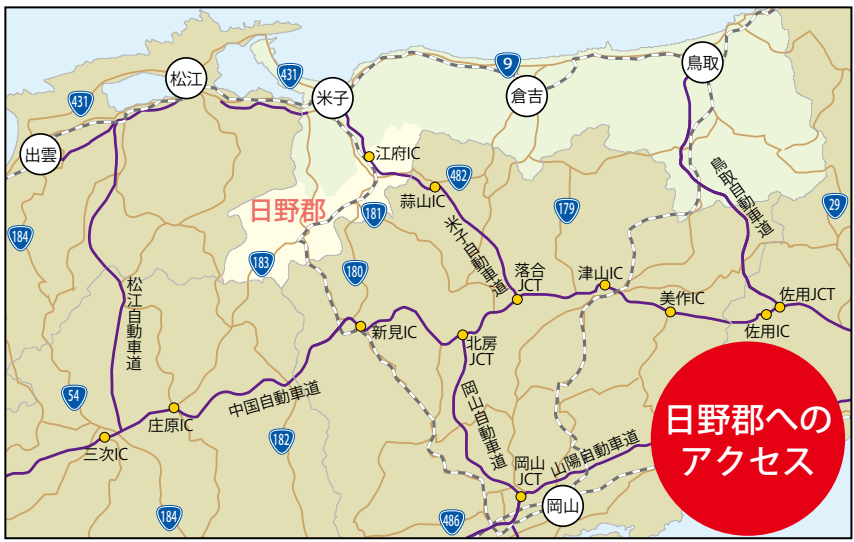 9
鳥取
431
松江
米子
倉吉
431
出雲
江府IC
482
蒜山IC
鳥取自動車道
日野郡
181
179
29
184
183
180
米子自動車道
落合
JCT
津山IC
美作IC
佐用JCT
佐用IC
松江自動車道
新見IC
北房
JCT
54
庄原IC
中国自動車道
岡山自動車道
三次IC
182
岡山
JCT
山陽自動車道
岡山
184
486
日野郡への
アクセス